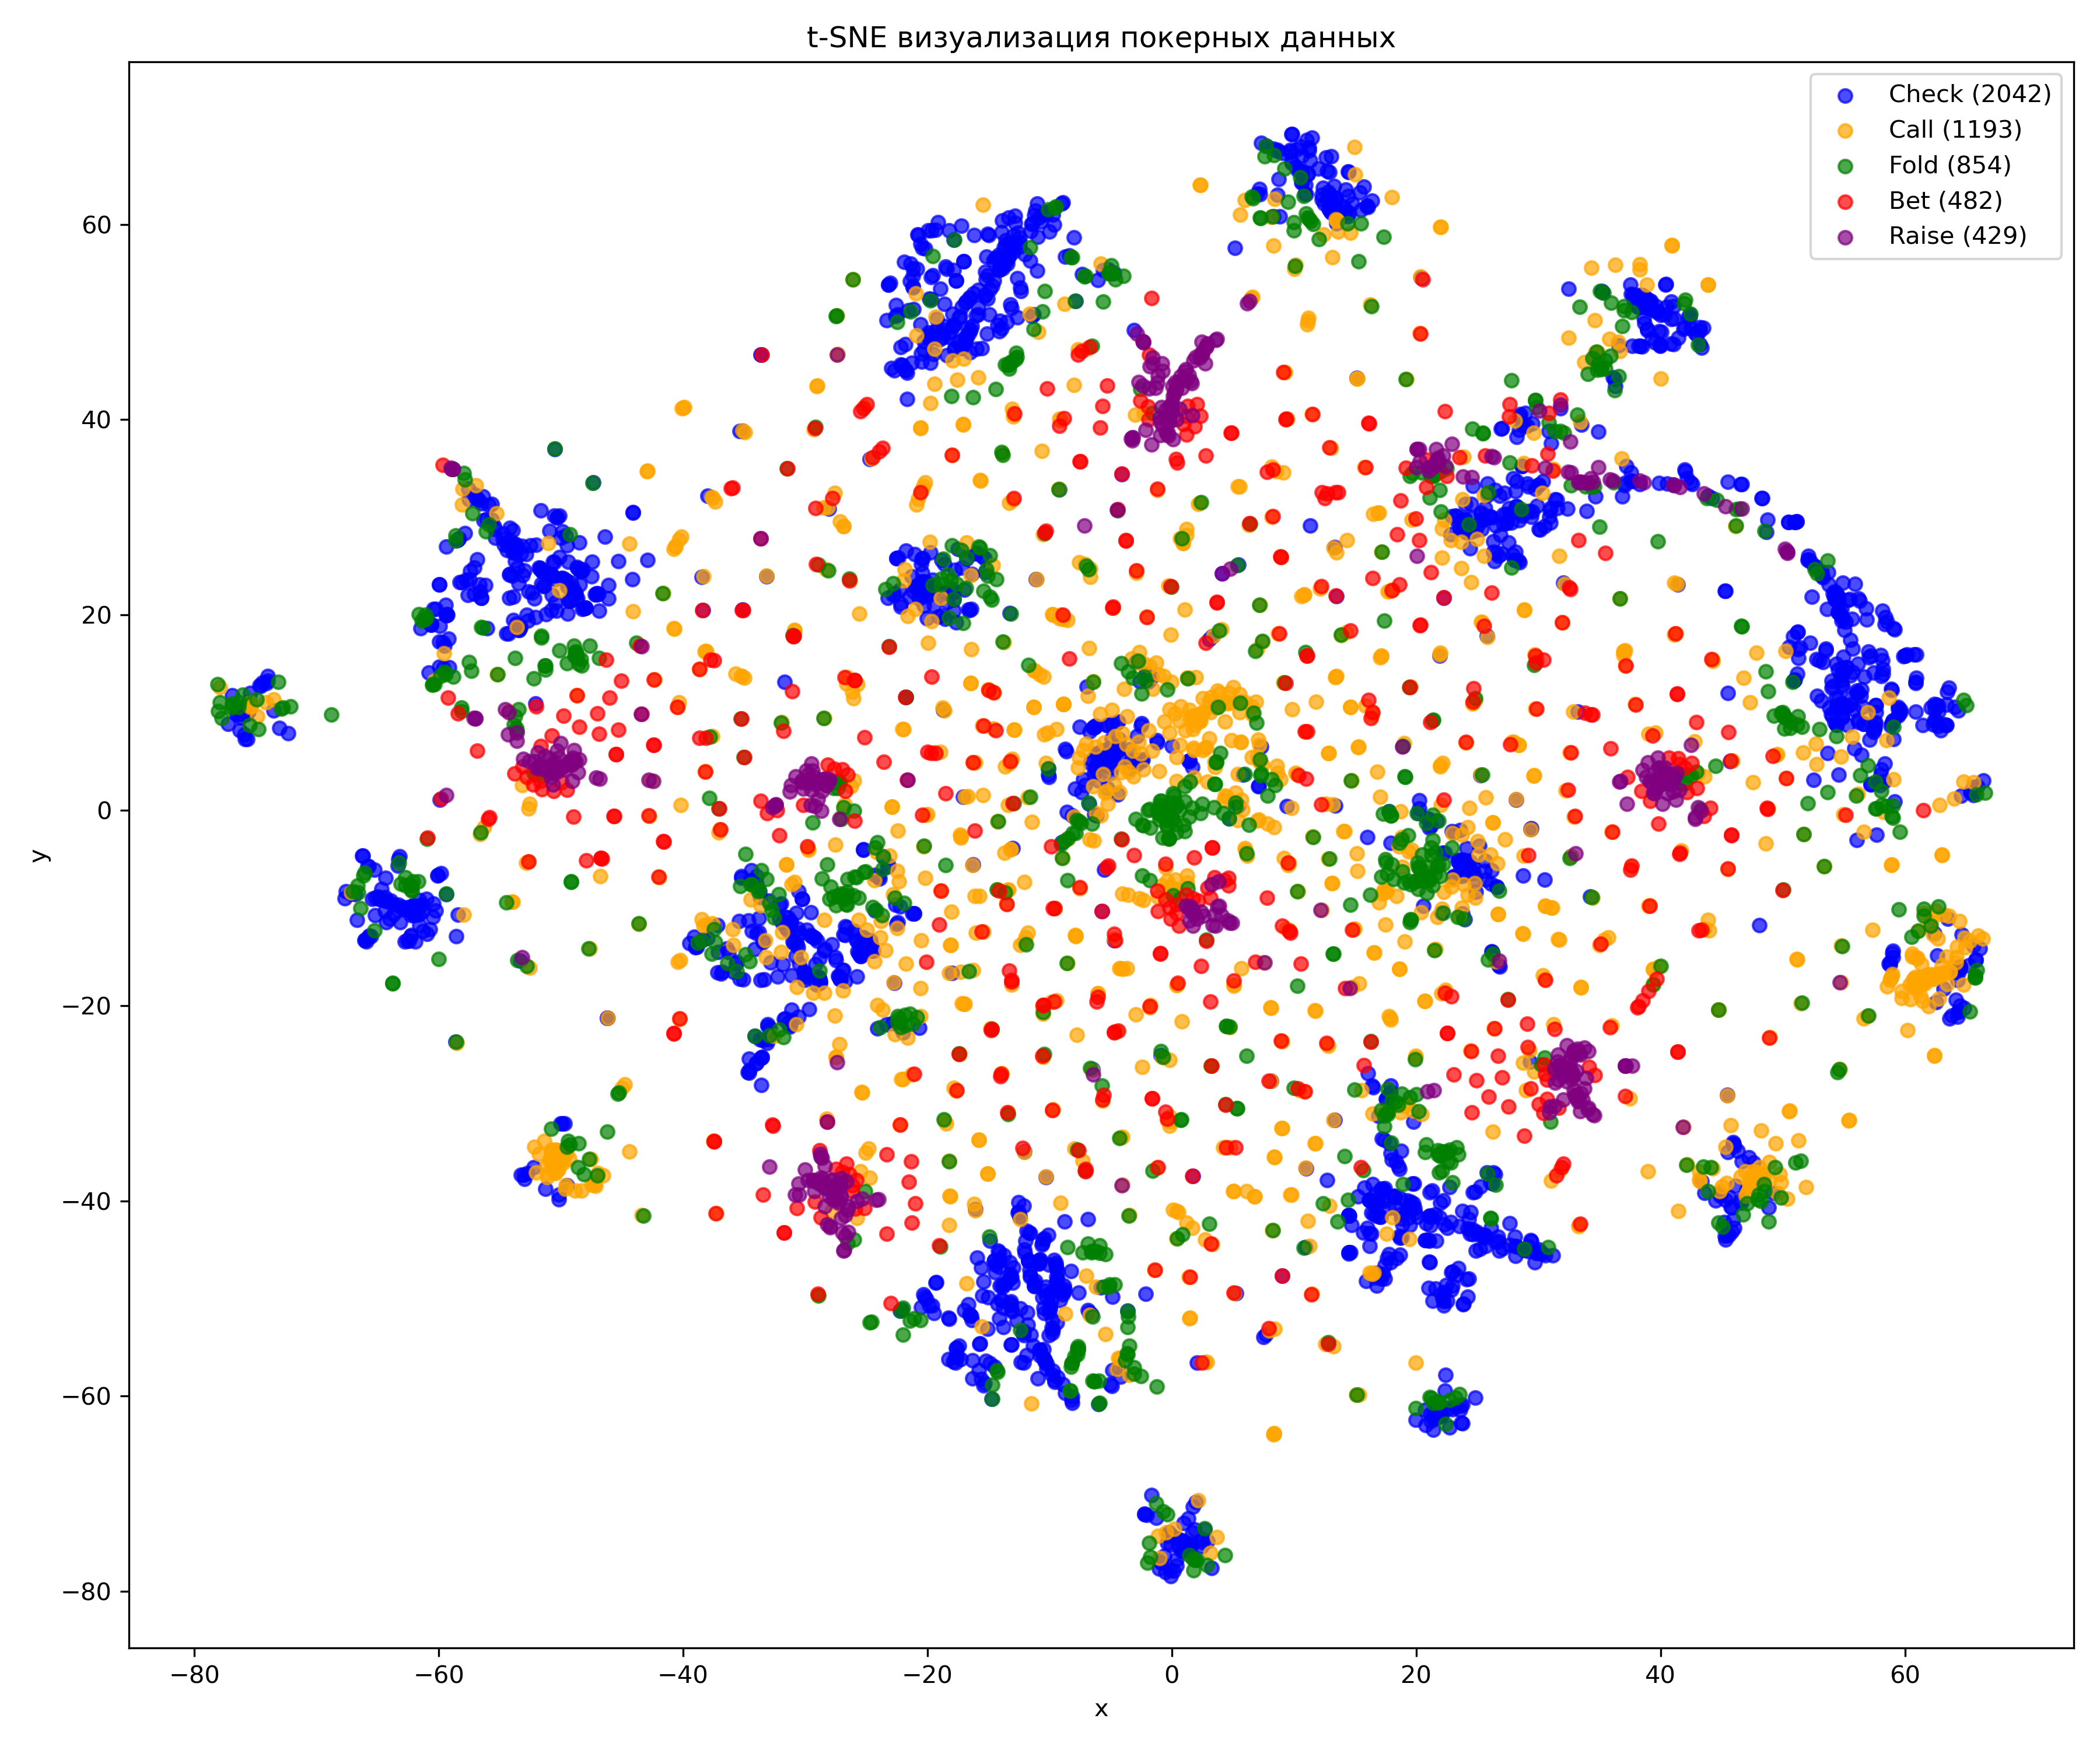 t-SNE визуализация покерных данных
Check (2042)
Call (1193)
Fold (854)
Bet (482)
Raise (429)
60
40
20
0
−20
−40
−60
−80
y
−80
−60
−40
−20
0
20
40
60
x